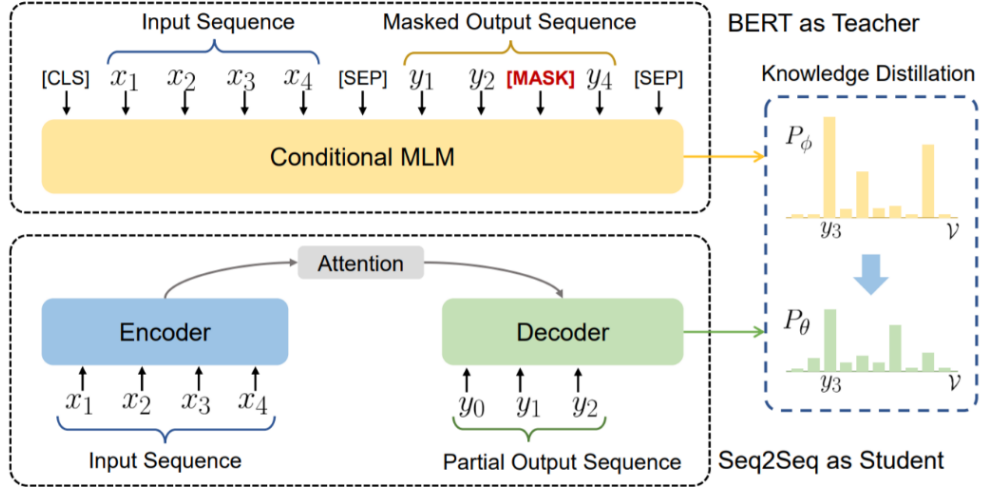 Input Sequence
Masked Output Sequence
BERT as Teacher
[CLS] x1 x2 x3 x4 [SEP] y1 y2 [MASK] y4 [SEP]
Knowledge Distillation
Conditional MLM
Pϕ
y3 𝒱
Attention
Encoder
Decoder
Pθ
y3 𝒱
x1 x2 x3 x4
y0 y1 y2
Input Sequence
Partial Output Sequence
Seq2Seq as Student